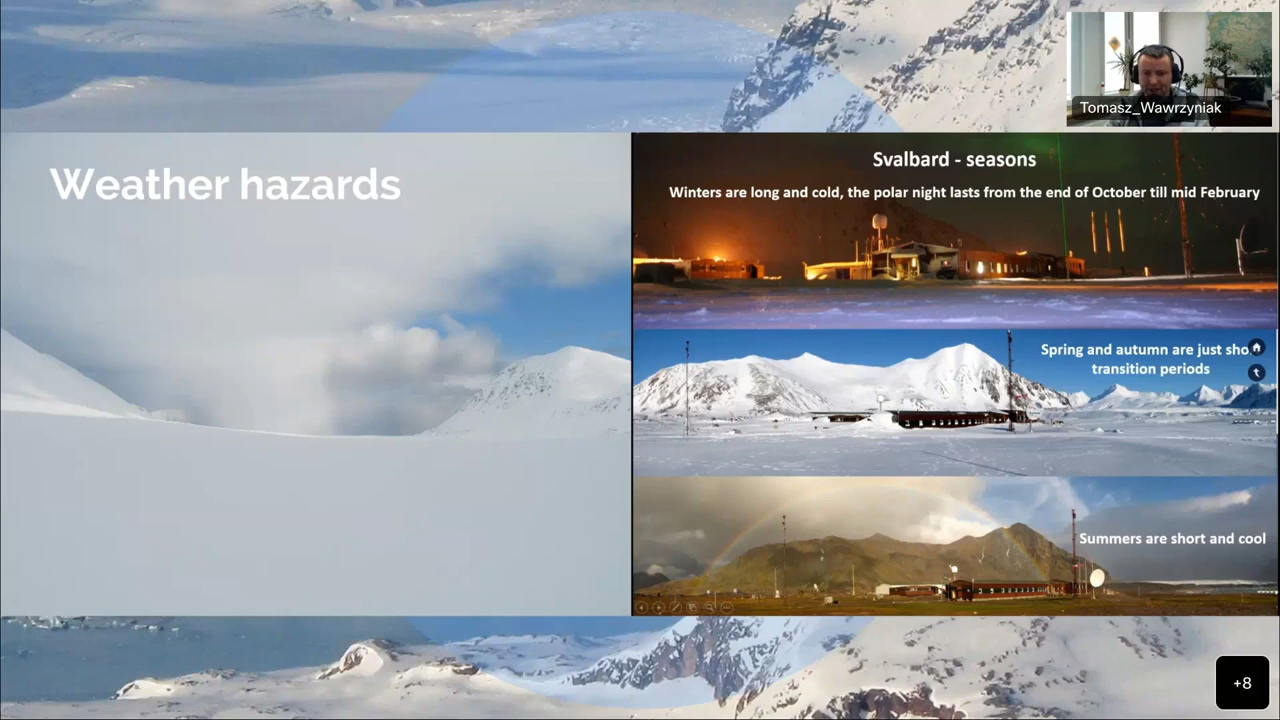 Tomasz_Wawrzyniak
Weather hazards
Svalbard - seasons
Winters are long and cold, the polar night lasts from the end of October till mid February
Spring and autumn are just sho
transition periods
Summers are short and cool
+8